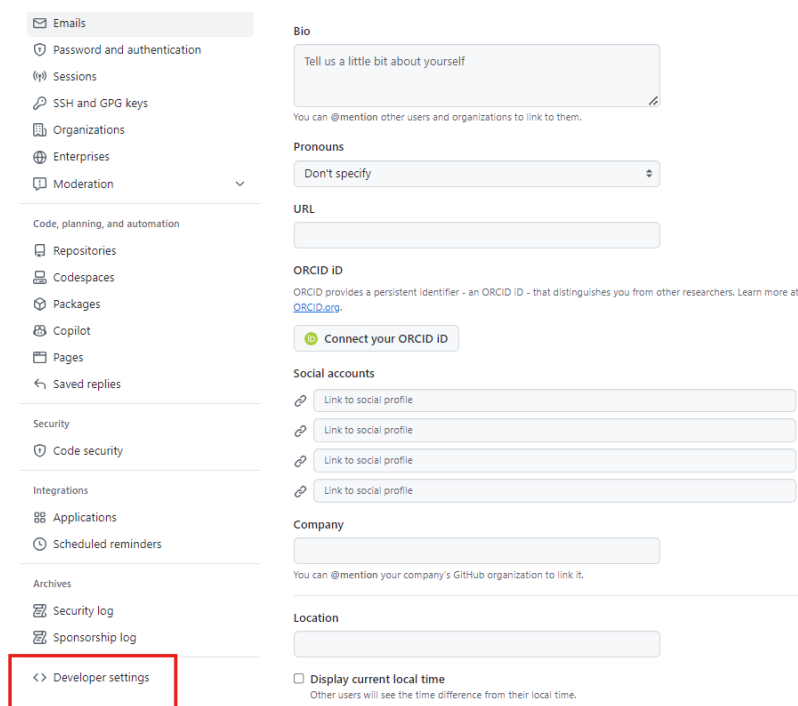 Emails
Password and authentication
Sessions
SSH and GPG keys
Organizations
Enterprises
Moderation
Code, planning, and automation
Repositories
Codespaces
Packages
Copilot
Pages
Saved replies
Security
Code security
Integrations
Applications
Scheduled reminders
Archives
Security log
Sponsorship log
Developer settings
Bio
Tell us a little bit about yourself
You can @mention other users and organizations to link to them.
Pronouns
Don't specify
URL
ORCID iD
ORCID provides a persistent identifier - an ORCID iD - that distinguishes you from other researchers. Learn more at
ORCID.org.
iD Connect your ORCID iD
Social accounts
Link to social profile
Link to social profile
Link to social profile
Link to social profile
Company
You can @mention your company's GitHub organization to link it.
Location
Display current local time
Other users will see the time difference from their local time.